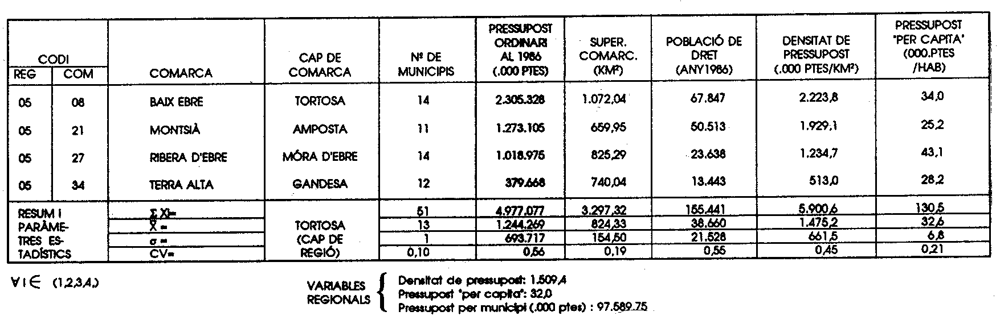 CODI
REG COM COMARCA CAP DE COMARCA Nº DE MUNICIPIS PRESSUPOST ORDINARI AL 1986 (.000 PTES) SUPER. COMARC. (KM²) POBLACIÓ DE DRET (ANY1986) DENSITAT DE PRESSUPOST (.000 PTES/KM²) PRESSUPOST "PER CAPITA" (000.PTES /HAB)
05 08 BAIX EBRE TORTOSA 14 2.305.328 1.072,04 67.847 2.223,8 34,0
05 21 MONTSIÀ AMPOSTA 11 1.273.105 659,95 50.513 1.929,1 25,2
05 27 RIBERA D'EBRE MÓRA D'EBRE 14 1.018.975 825,29 23.638 1.234,7 43,1
05 34 TERRA ALTA GANDESA 12 379.668 740,04 13.443 513,0 28,2
RESUM I PARÀME- TRES ES- TADÍSTICS
TORTOSA (CAP DE REGIÓ)
Σ Xi= 51 4.977.077 3.297,32 155.441 5.900,6 130,5
X̄ = 13 1.244.269 824,33 38.660 1.475,2 32,6
σ = 1 693.717 154,50 21.528 661,5 6,8
CV= 0,10 0,56 0,19 0,55 0,45 0,21
∀ I ∈ (1,2,3,4,)
VARIABLES REGIONALS
Densitat de pressupost: 1.509,4
Pressupost "per capita": 32,0
Pressupost per municipi (.000 ptes) : 97.589.75